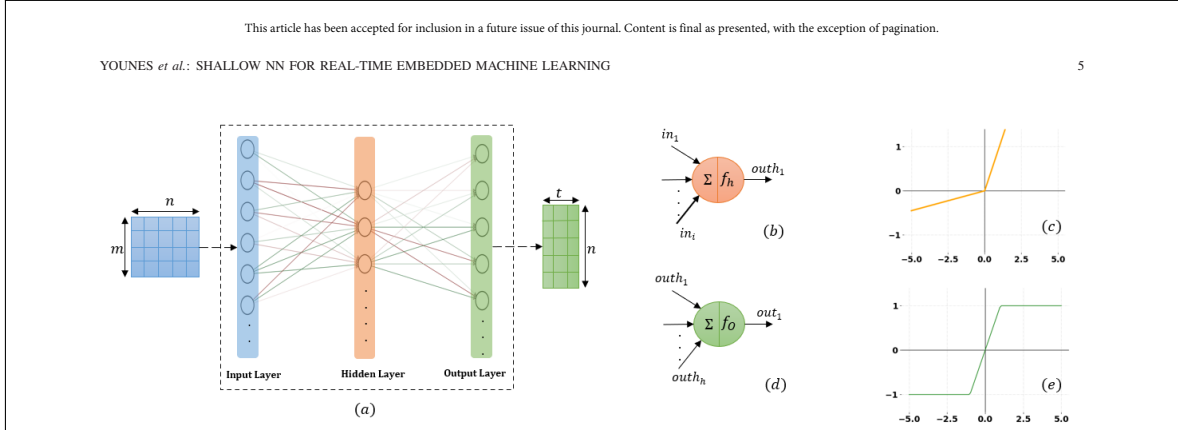 This article has been accepted for inclusion in a future issue of this journal. Content is final as presented, with the exception of pagination.
YOUNES et al.: SHALLOW NN FOR REAL-TIME EMBEDDED MACHINE LEARNING 5
n
m
Input Layer
Hidden Layer
Output Layer
t
n
(a)
in₁
Σ fₕ
outh₁
inᵢ
(b)
1
0
−1
−5.0 −2.5 0.0 2.5 5.0
(c)
outh₁
Σ f_O
out₁
outhₕ
(d)
1
0
−1
−5.0 −2.5 0.0 2.5 5.0
(e)